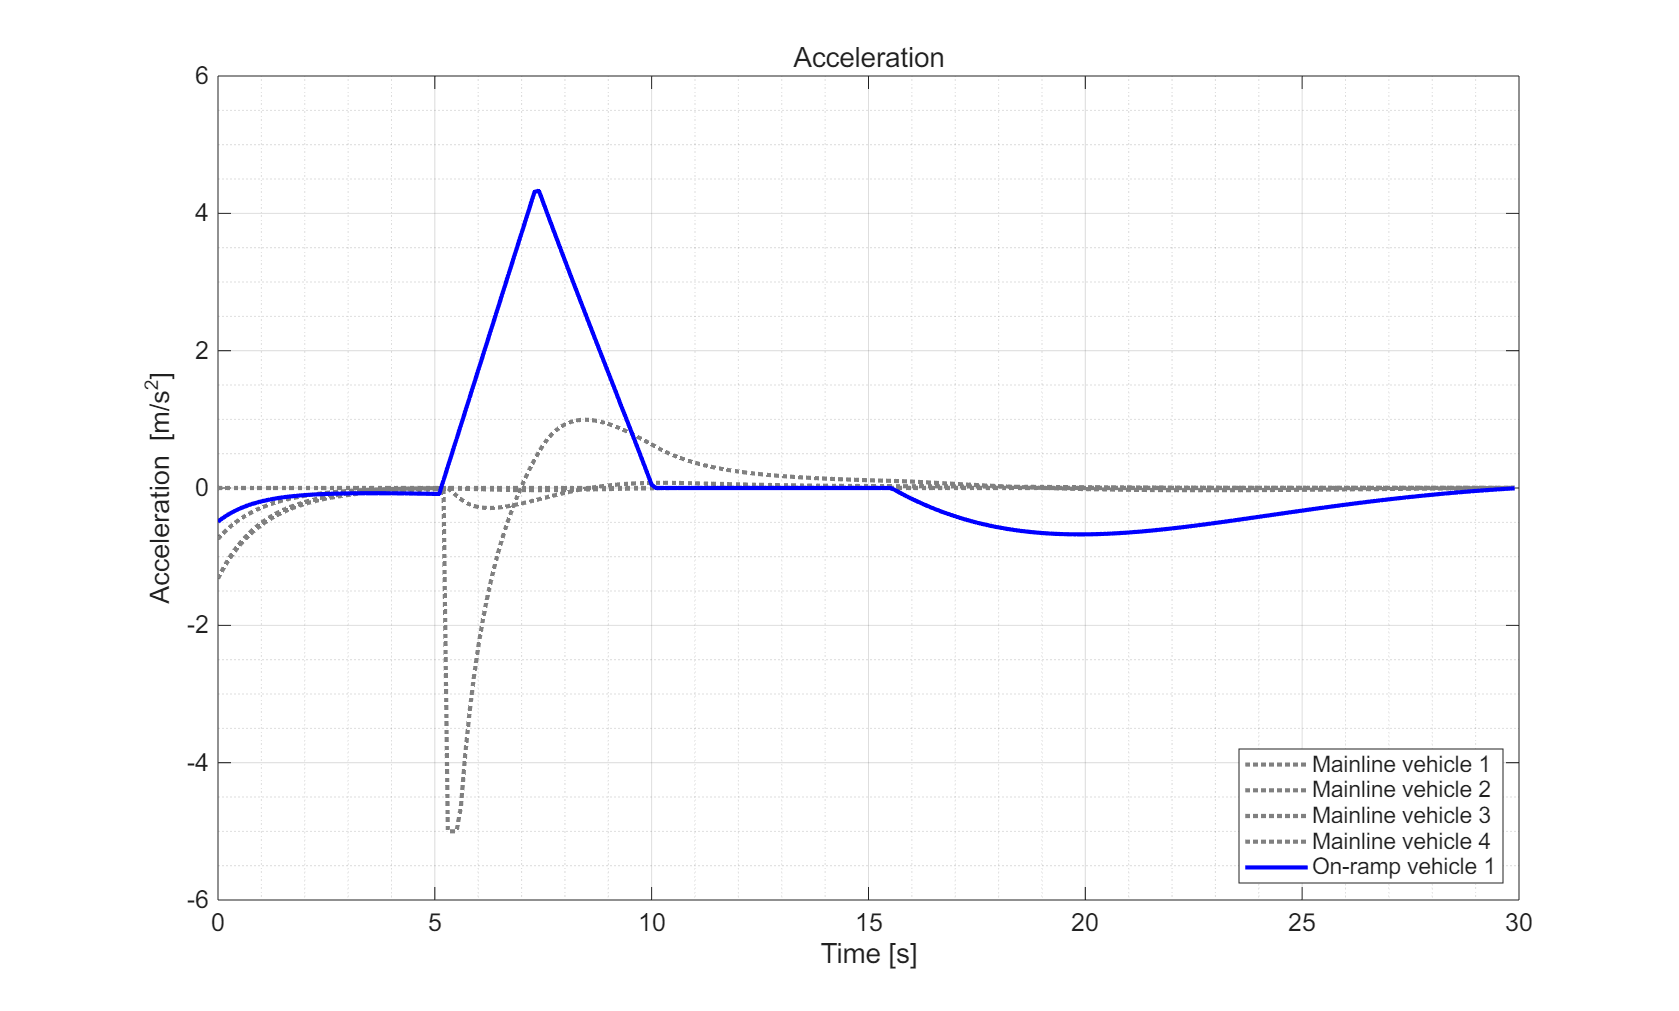 Acceleration
6
4
2
0
-2
-4
-6
Acceleration [m/s²]
0 5 10 15 20 25 30
Time [s]
Mainline vehicle 1
Mainline vehicle 2
Mainline vehicle 3
Mainline vehicle 4
On-ramp vehicle 1